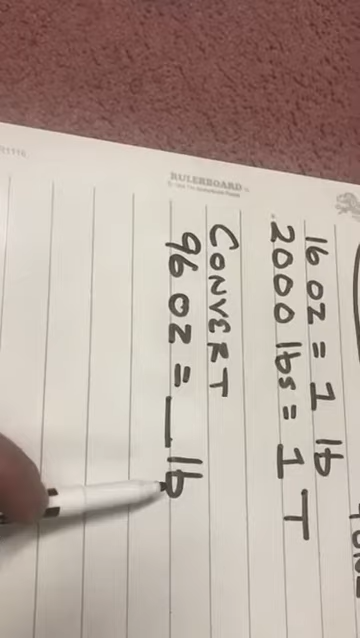 16 oz = 1 lb
2000 lbs = 1 T
CONVERT
96 oz = __ lb
RULERBOARD